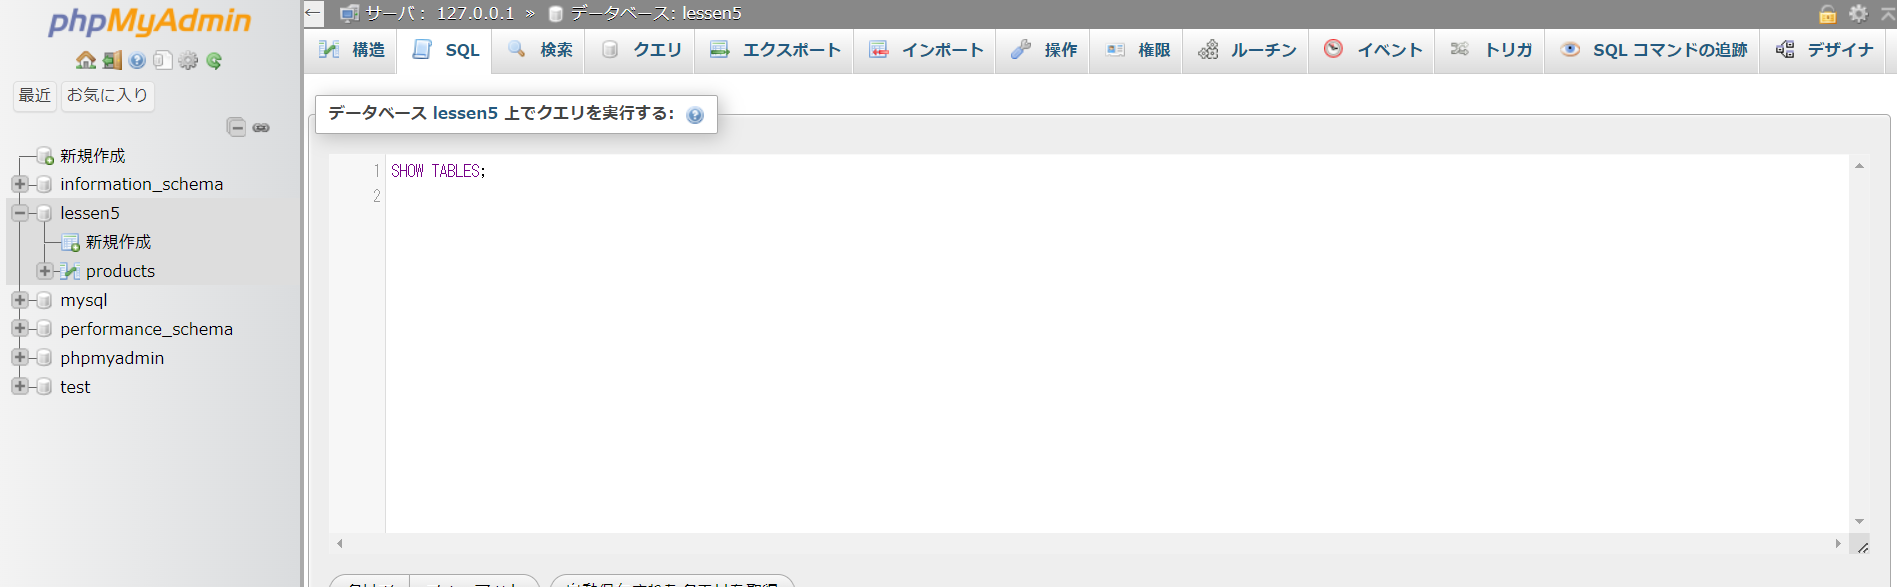 phpMyAdmin
最近 お気に入り
新規作成
information_schema
lessen5
新規作成
products
mysql
performance_schema
phpmyadmin
test
サーバ： 127.0.0.1 » データベース: lessen5
構造 SQL 検索 クエリ エクスポート インポート 操作 権限 ルーチン イベント トリガ SQL コマンドの追跡 デザイナ
データベース lessen5 上でクエリを実行する:
1 SHOW TABLES;
2